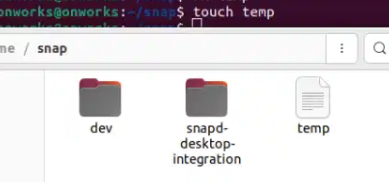 onworks@onworks:~/snap$ touch temp
me / snap
dev
snapd-
desktop-
integration
temp